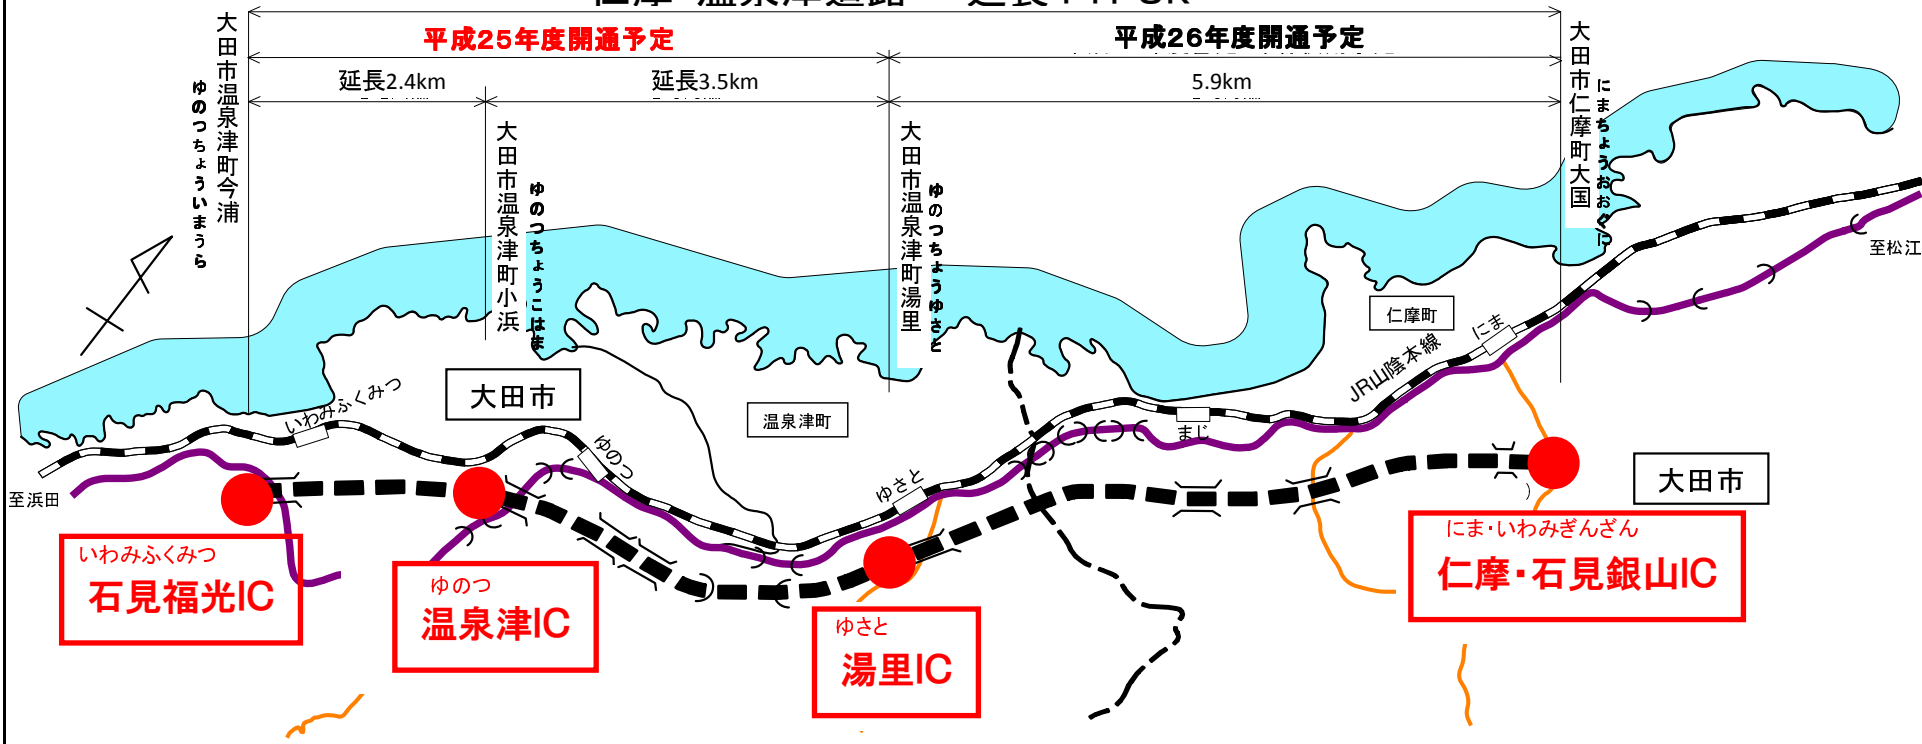 平成25年度開通予定
平成26年度開通予定
延長2.4km
延長3.5km
5.9km
大田市温泉津町今浦
ゆのつちょういまうら
大田市温泉津町小浜
ゆのつちょうこはま
大田市温泉津町湯里
ゆのつちょうゆさと
大田市仁摩町大国
にまちょうおおぐに
至松江
仁摩町
にま
JR山陰本線
大田市
いわみふくみつ
温泉津町
まじ
ゆのつ
ゆさと
大田市
至浜田
いわみふくみつ
石見福光IC
ゆのつ
温泉津IC
ゆさと
湯里IC
にま・いわみぎんざん
仁摩・石見銀山IC